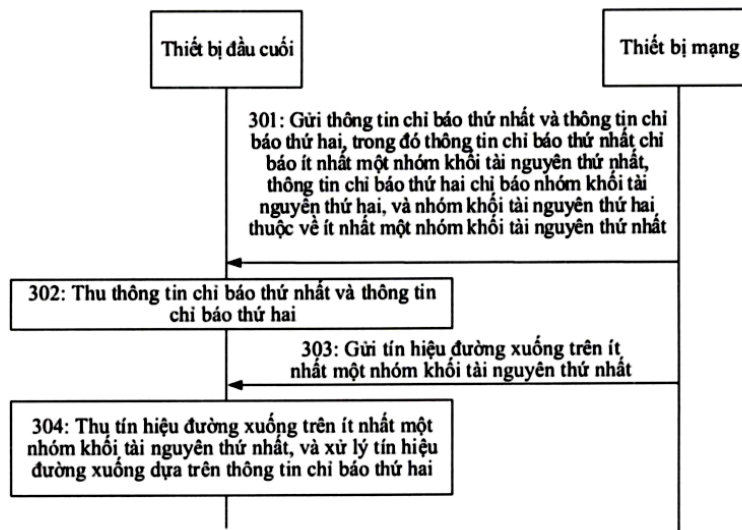 Thiết bị đầu cuối
Thiết bị mạng
301: Gửi thông tin chỉ báo thứ nhất và thông tin chỉ
báo thứ hai, trong đó thông tin chỉ báo thứ nhất chỉ
báo ít nhất một nhóm khối tài nguyên thứ nhất,
thông tin chỉ báo thứ hai chỉ báo nhóm khối tài
nguyên thứ hai, và nhóm khối tài nguyên thứ hai
thuộc về ít nhất một nhóm khối tài nguyên thứ nhất
302: Thu thông tin chỉ báo thứ nhất và thông tin
chỉ báo thứ hai
303: Gửi tín hiệu đường xuống trên ít
nhất một nhóm khối tài nguyên thứ nhất
304: Thu tín hiệu đường xuống trên ít nhất một
nhóm khối tài nguyên thứ nhất, và xử lý tín hiệu
đường xuống dựa trên thông tin chỉ báo thứ hai